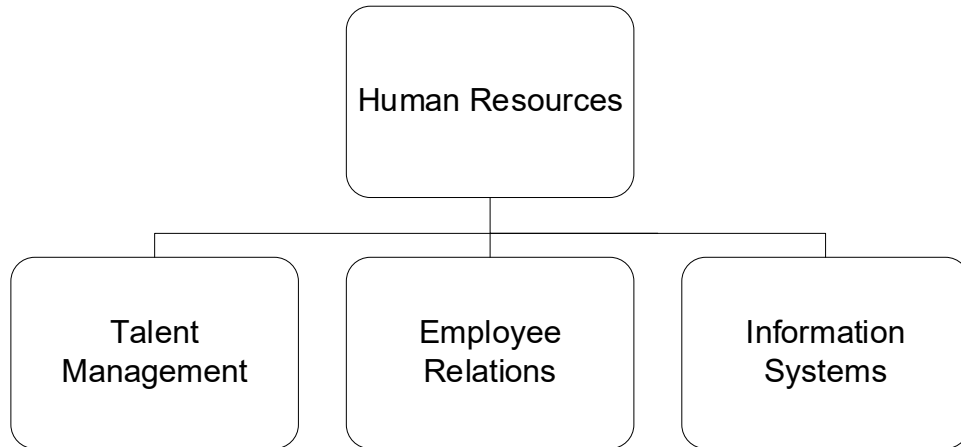 Human Resources
Talent
Management
Employee
Relations
Information
Systems